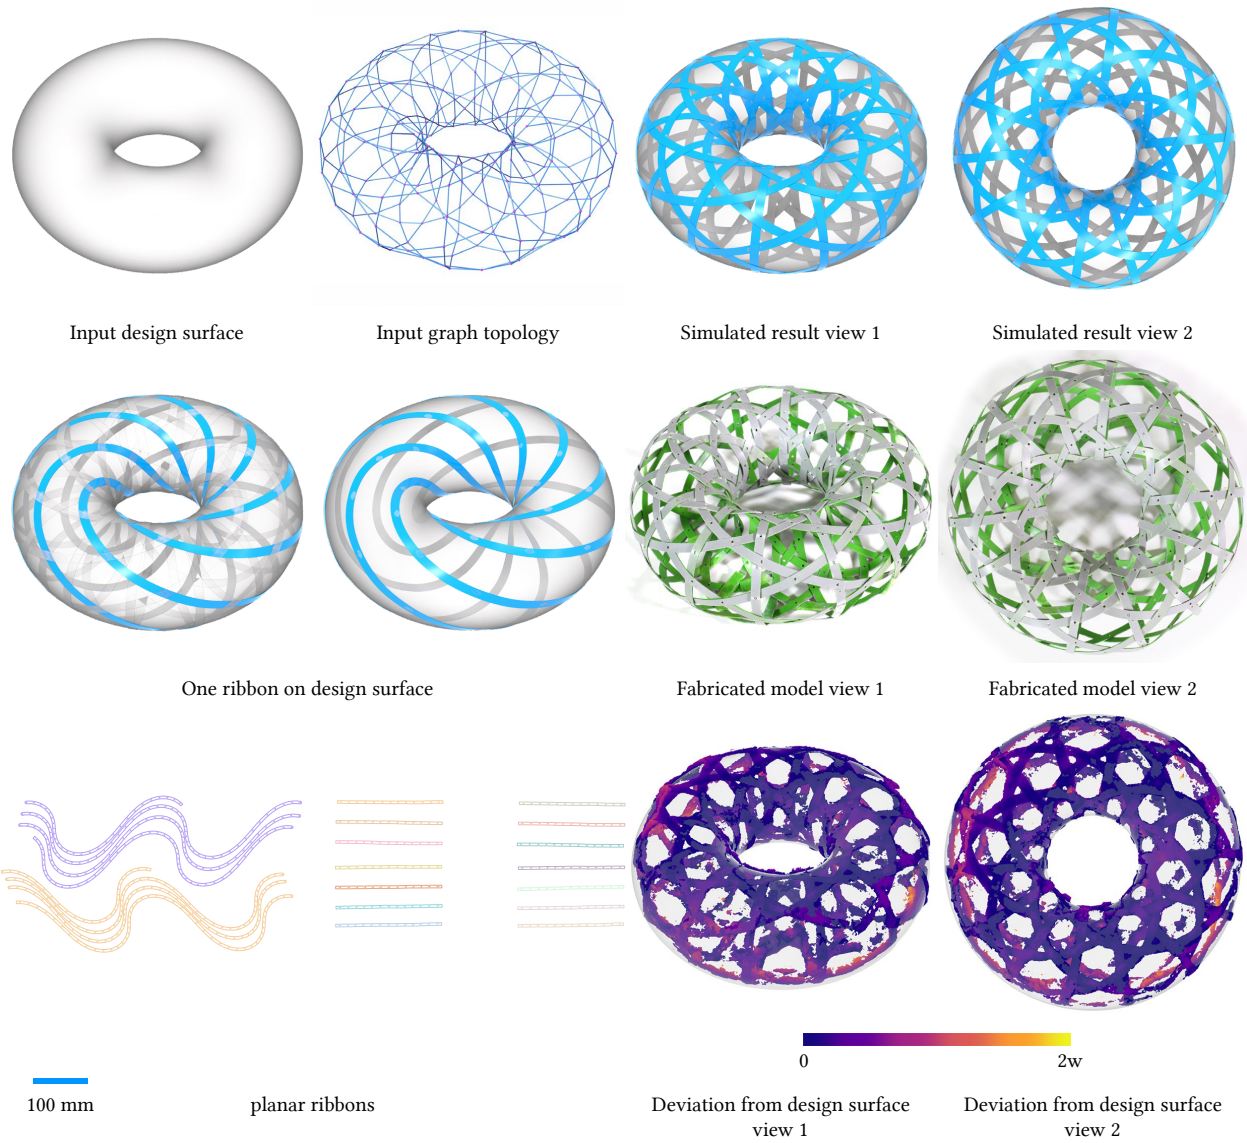 Input design surface
Input graph topology
Simulated result view 1
Simulated result view 2
One ribbon on design surface
Fabricated model view 1
Fabricated model view 2
0
2w
100 mm
planar ribbons
Deviation from design surface
view 1
Deviation from design surface
view 2